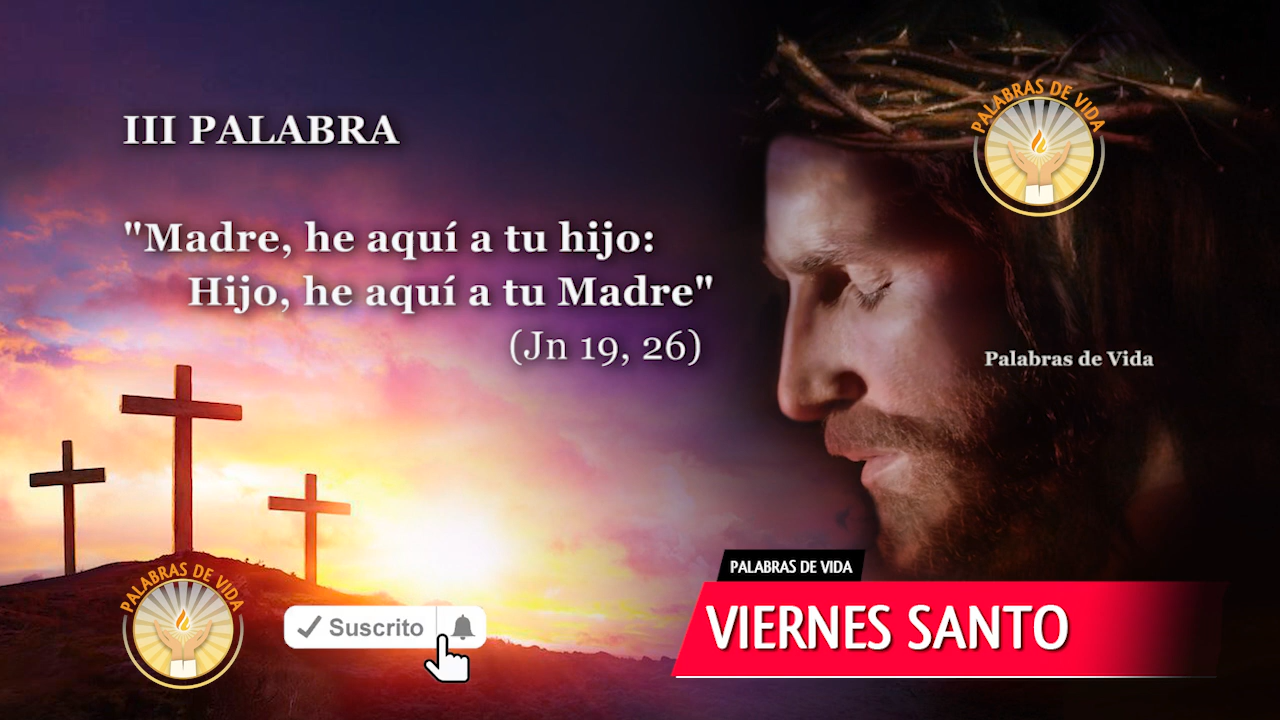 III PALABRA
"Madre, he aquí a tu hijo:
Hijo, he aquí a tu Madre"
(Jn 19, 26)
PALABRAS DE VIDA
Palabras de Vida
PALABRAS DE VIDA
Suscrito
PALABRAS DE VIDA
VIERNES SANTO